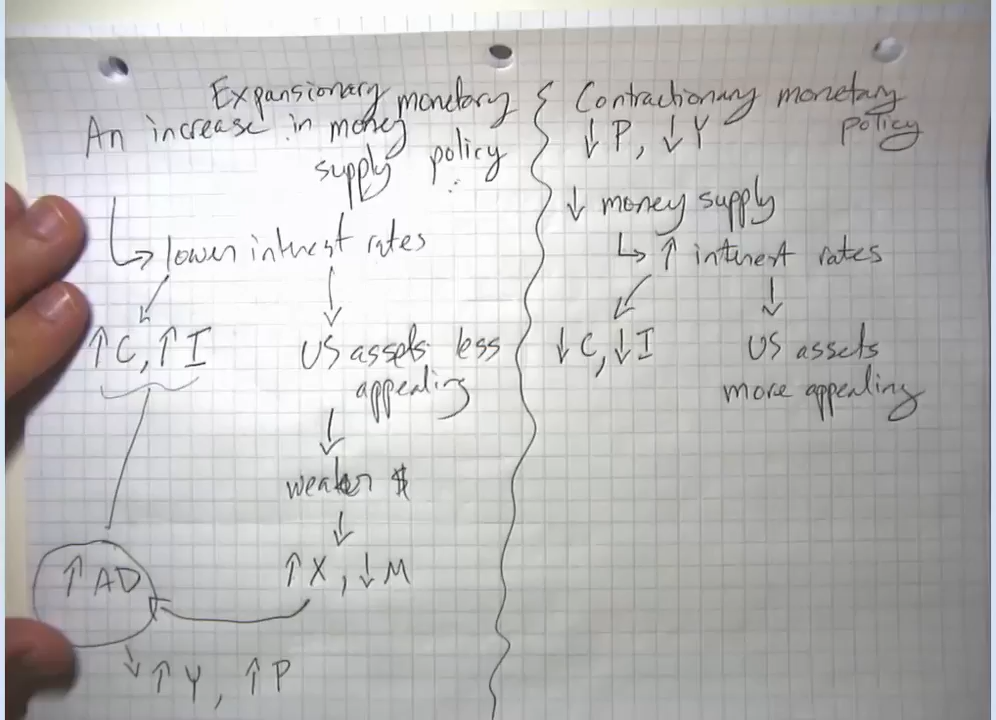 Expansionary monetary
An increase in money
supply policy
↳ lower interest rates
↑ C, ↑ I
US assets less
appealing
weaker $
↑ X, ↓ M
↑ AD
↑ Y, ↑ P
Contractionary monetary
policy
↓ P, ↓ Y
↓ money supply
↳ ↑ interest rates
↓ C, ↓ I
US assets
more appealing